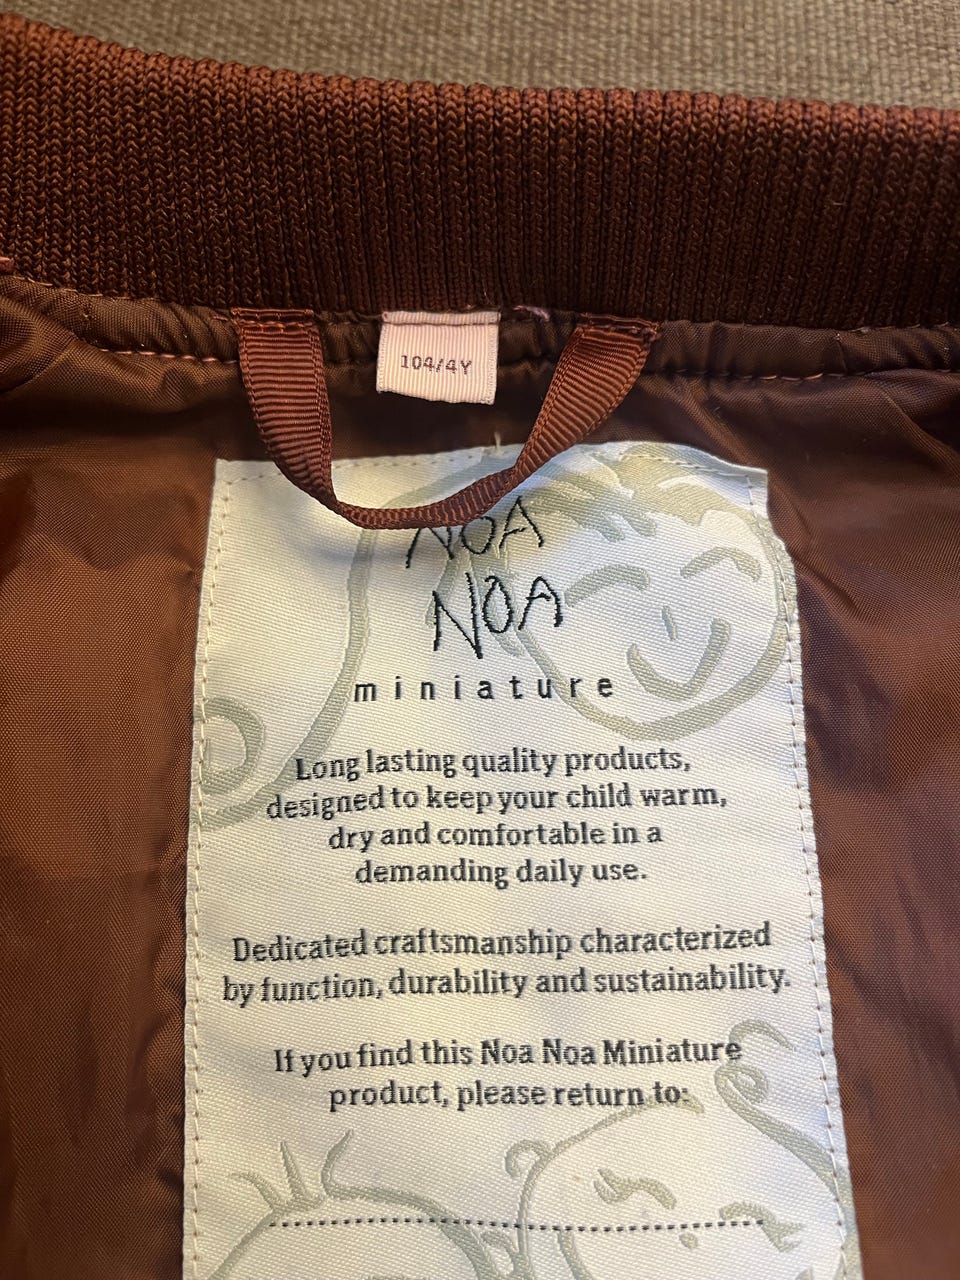 104/4Y
NOA
NOA
miniature
Long lasting quality products,
designed to keep your child warm,
dry and comfortable in a
demanding daily use.
Dedicated craftsmanship characterized
by function, durability and sustainability.
If you find this Noa Noa Miniature
product, please return to: